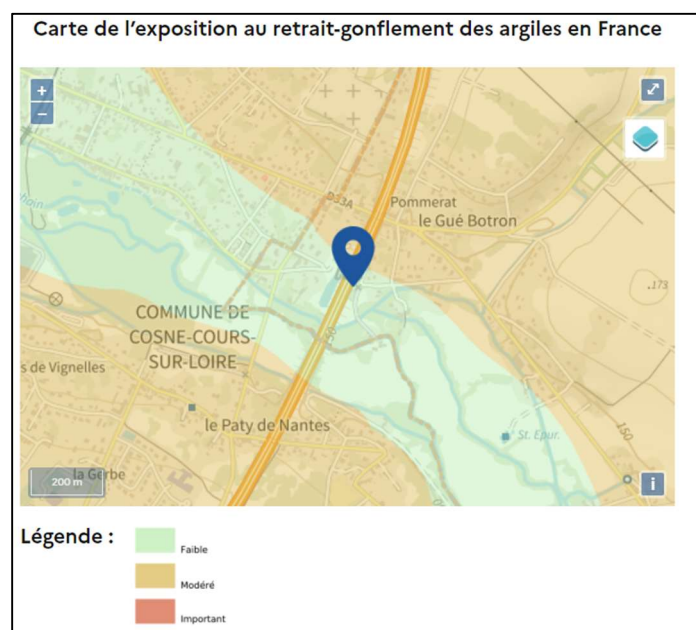 Carte de l'exposition au retrait-gonflement des argiles en France
+
−
D33A
Pommerat
le Gué Botron
.173
COMMUNE DE
COSNE-COURS-
SUR-LOIRE
s de Vignelles
le Paty de Nantes
St. Epur.
150
la Gerbe
200 m
i
Légende :
Faible
Modéré
Important